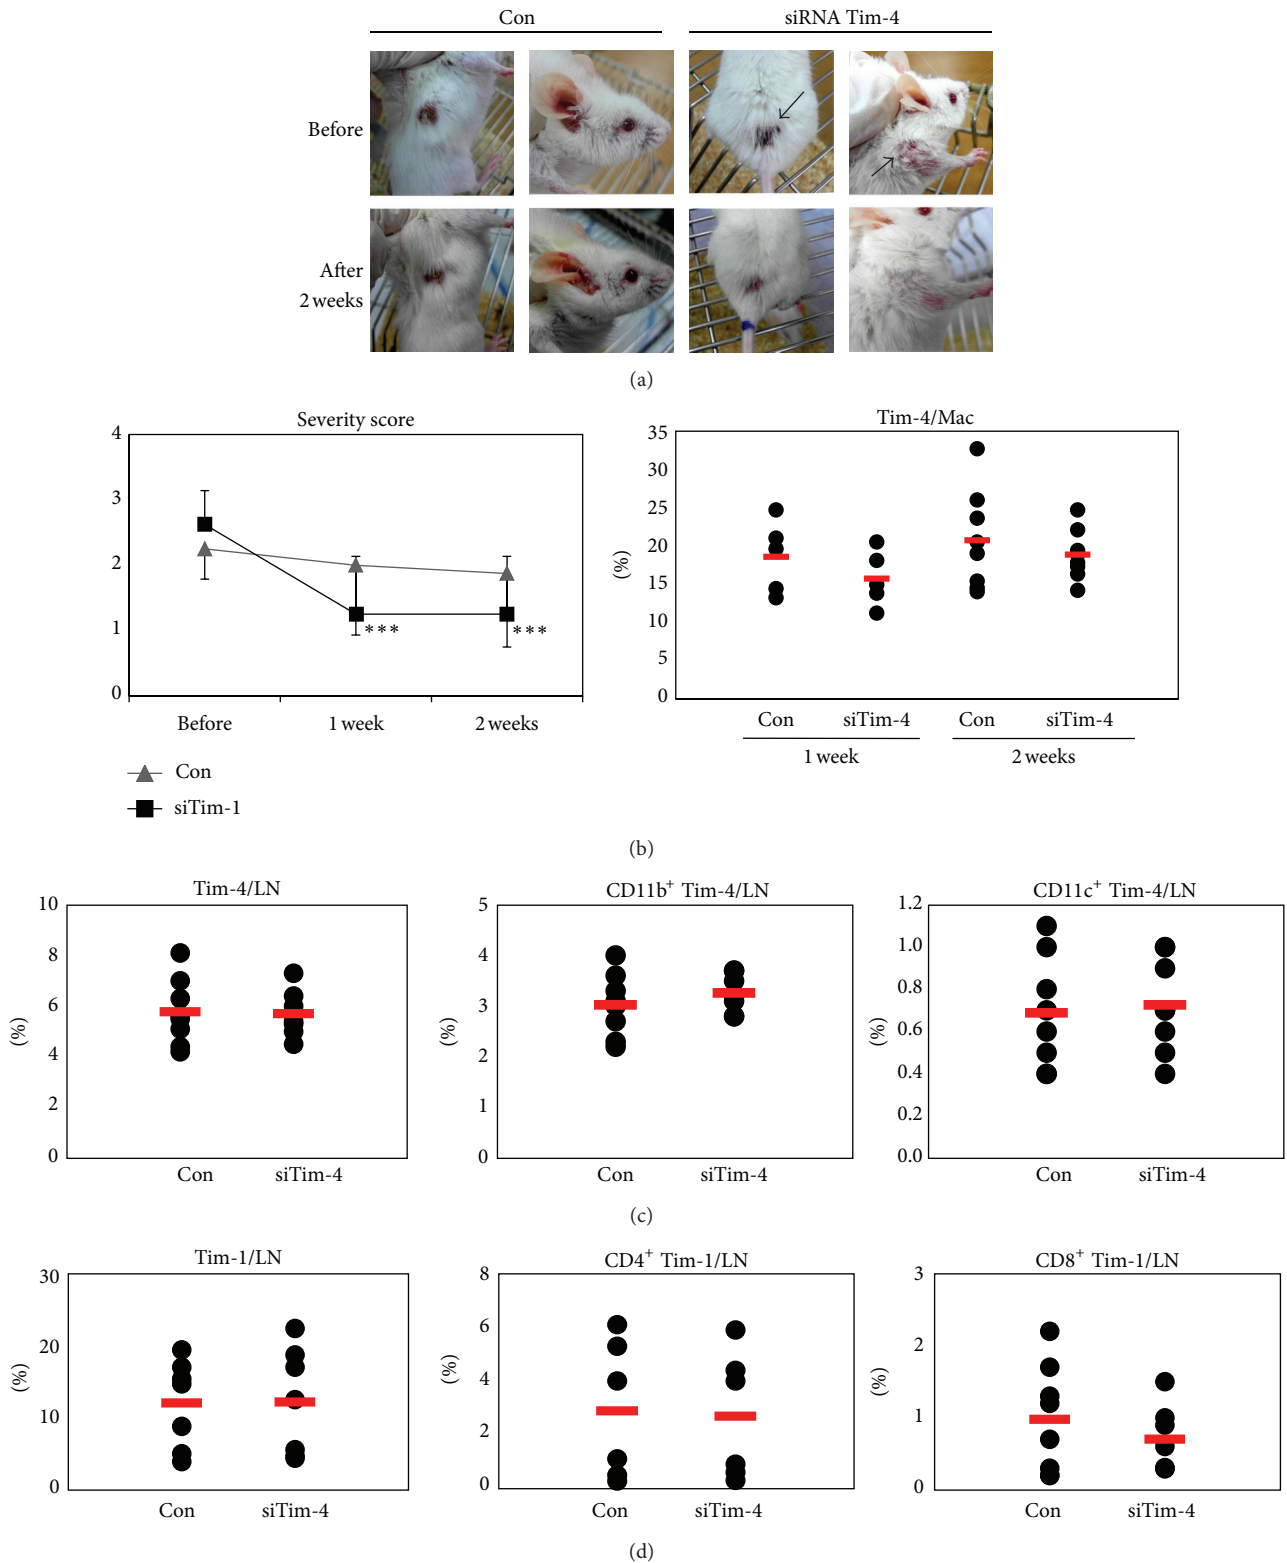 Con siRNA Tim-4
Before
After
2 weeks
(a)
Severity score
4
3
2
1
0
***
***
Before 1 week 2 weeks
Con
siTim-1
Tim-4/Mac
35
30
25
20
15
10
5
0
(%)
Con siTim-4 Con siTim-4
1 week 2 weeks
(b)
Tim-4/LN
10
8
6
4
2
0
(%)
Con siTim-4
CD11b+ Tim-4/LN
5
4
3
2
1
0
(%)
Con siTim-4
CD11c+ Tim-4/LN
1.2
1.0
0.8
0.6
0.4
0.2
0.0
(%)
Con siTim-4
(c)
Tim-1/LN
30
20
10
0
(%)
Con siTim-4
CD4+ Tim-1/LN
8
6
4
2
0
(%)
Con siTim-4
CD8+ Tim-1/LN
3
2
1
0
(%)
Con siTim-4
(d)